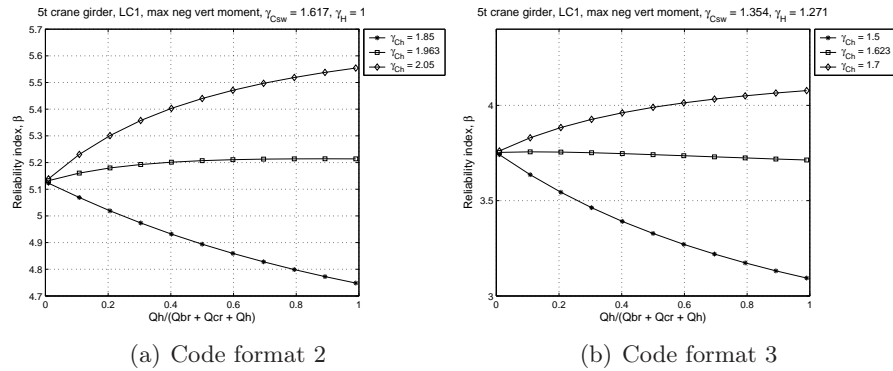 5t crane girder, LC1, max neg vert moment, γCsw = 1.617, γH = 1
γCh = 1.85
γCh = 1.963
γCh = 2.05
5.7
5.6
5.5
5.4
5.3
5.2
5.1
5
4.9
4.8
4.7
Reliability index, β
0
0.2
0.4
0.6
0.8
1
Qh/(Qbr + Qcr + Qh)
(a) Code format 2
5t crane girder, LC1, max neg vert moment, γCsw = 1.354, γH = 1.271
γCh = 1.5
γCh = 1.623
γCh = 1.7
4
3.5
3
Reliability index, β
0
0.2
0.4
0.6
0.8
1
Qh/(Qbr + Qcr + Qh)
(b) Code format 3